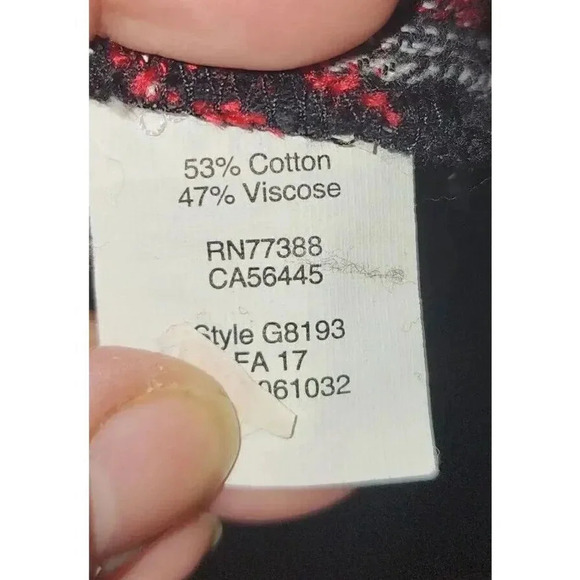 53% Cotton
47% Viscose
RN77388
CA56445
Style G8193
FA 17
061032